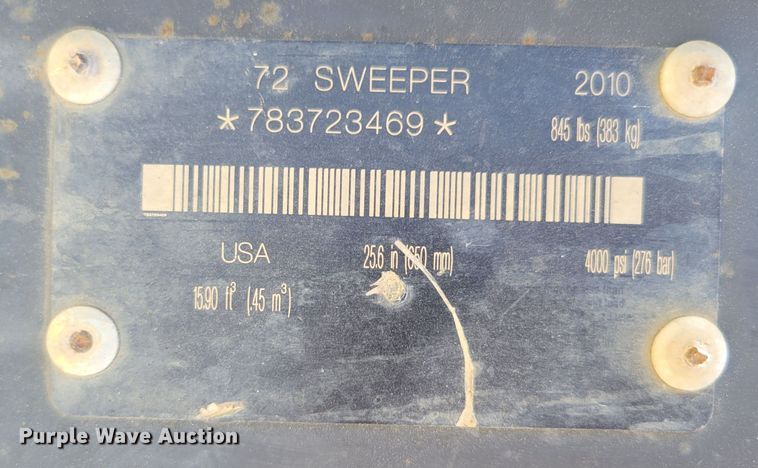 72 SWEEPER 2010
*783723469* 845 lbs (383 kg)
USA 25.6 in (650 mm) 4000 psi (276 bar)
15.90 ft³ (.45 m³)
Purple Wave Auction